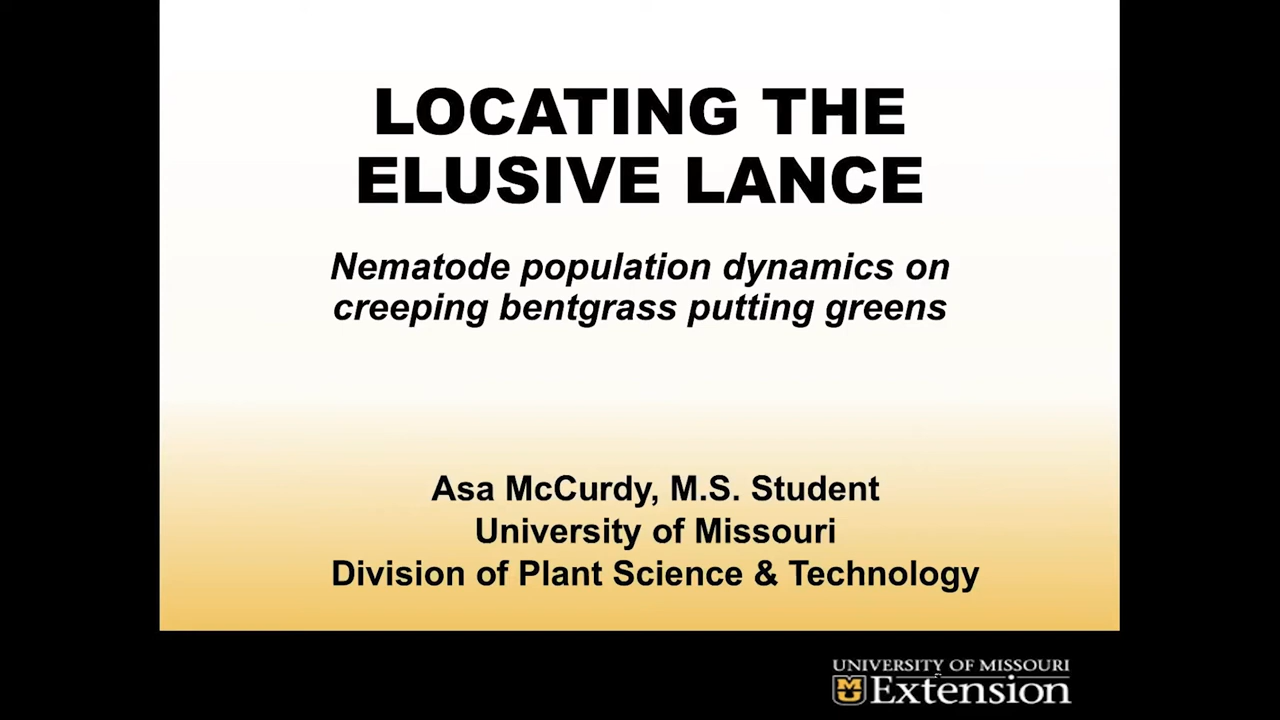 LOCATING THE
ELUSIVE LANCE
Nematode population dynamics on
creeping bentgrass putting greens
Asa McCurdy, M.S. Student
University of Missouri
Division of Plant Science & Technology
UNIVERSITY OF MISSOURI
Extension